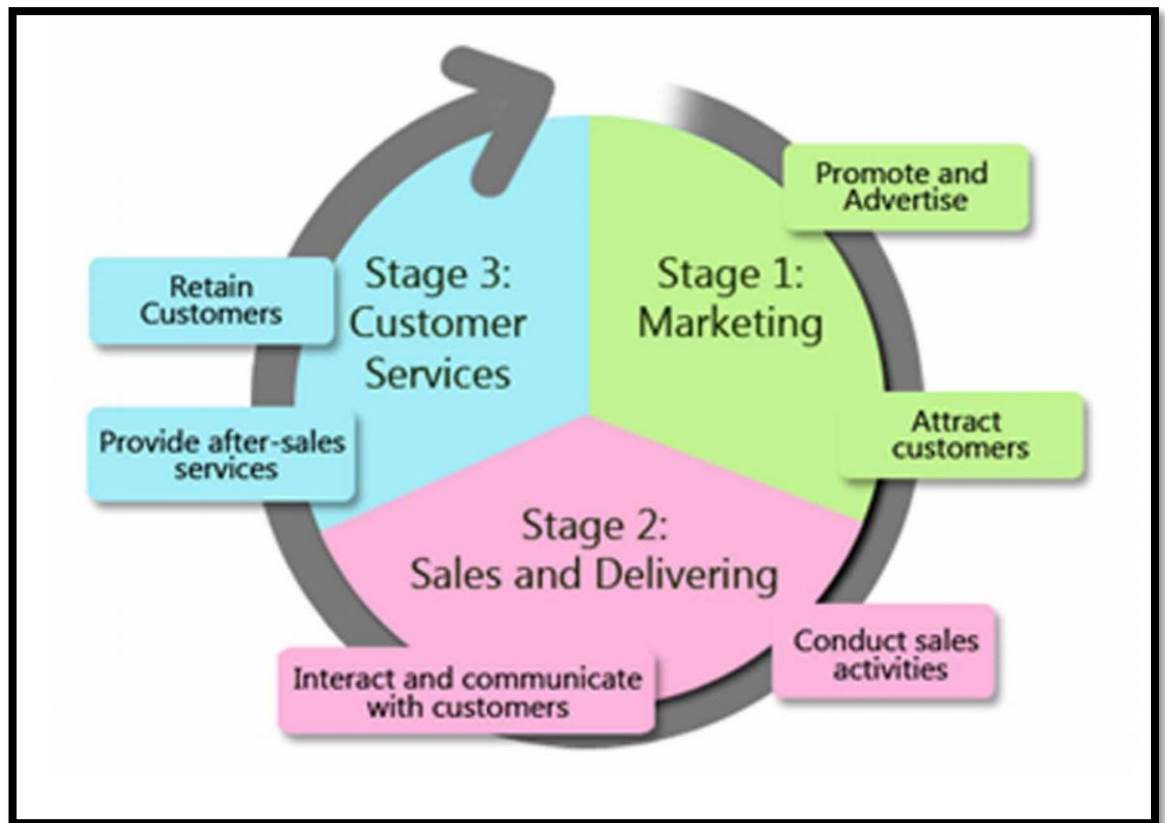 Promote and
Advertise
Stage 1:
Marketing
Attract
customers
Stage 2:
Sales and Delivering
Conduct sales
activities
Interact and communicate
with customers
Stage 3:
Customer
Services
Provide after-sales
services
Retain
Customers